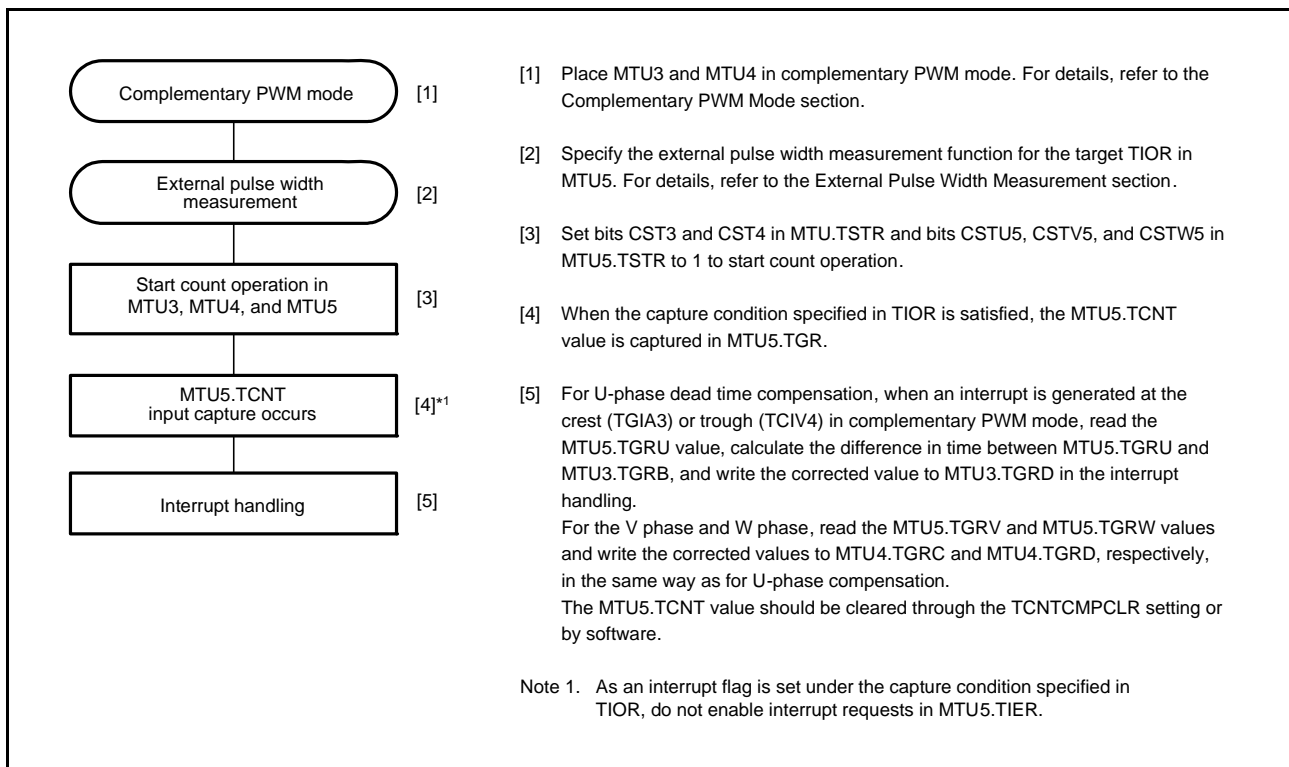 Complementary PWM mode [1]
External pulse width
measurement [2]
Start count operation in
MTU3, MTU4, and MTU5 [3]
MTU5.TCNT
input capture occurs [4]*1
Interrupt handling [5]
[1] Place MTU3 and MTU4 in complementary PWM mode. For details, refer to the
Complementary PWM Mode section.
[2] Specify the external pulse width measurement function for the target TIOR in
MTU5. For details, refer to the External Pulse Width Measurement section.
[3] Set bits CST3 and CST4 in MTU.TSTR and bits CSTU5, CSTV5, and CSTW5 in
MTU5.TSTR to 1 to start count operation.
[4] When the capture condition specified in TIOR is satisfied, the MTU5.TCNT
value is captured in MTU5.TGR.
[5] For U-phase dead time compensation, when an interrupt is generated at the
crest (TGIA3) or trough (TCIV4) in complementary PWM mode, read the
MTU5.TGRU value, calculate the difference in time between MTU5.TGRU and
MTU3.TGRB, and write the corrected value to MTU3.TGRD in the interrupt
handling.
For the V phase and W phase, read the MTU5.TGRV and MTU5.TGRW values
and write the corrected values to MTU4.TGRC and MTU4.TGRD, respectively,
in the same way as for U-phase compensation.
The MTU5.TCNT value should be cleared through the TCNTCMPCLR setting or
by software.
Note 1. As an interrupt flag is set under the capture condition specified in
TIOR, do not enable interrupt requests in MTU5.TIER.